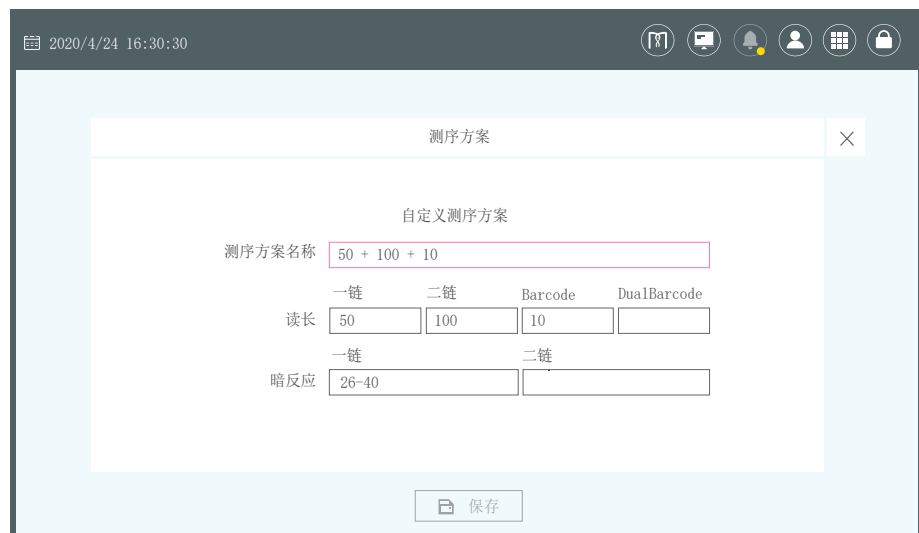 2020/4/24 16:30:30
测序方案
自定义测序方案
测序方案名称 50 + 100 + 10
一链 二链 Barcode DualBarcode
读长 50 100 10
一链 二链
暗反应 26-40
保存